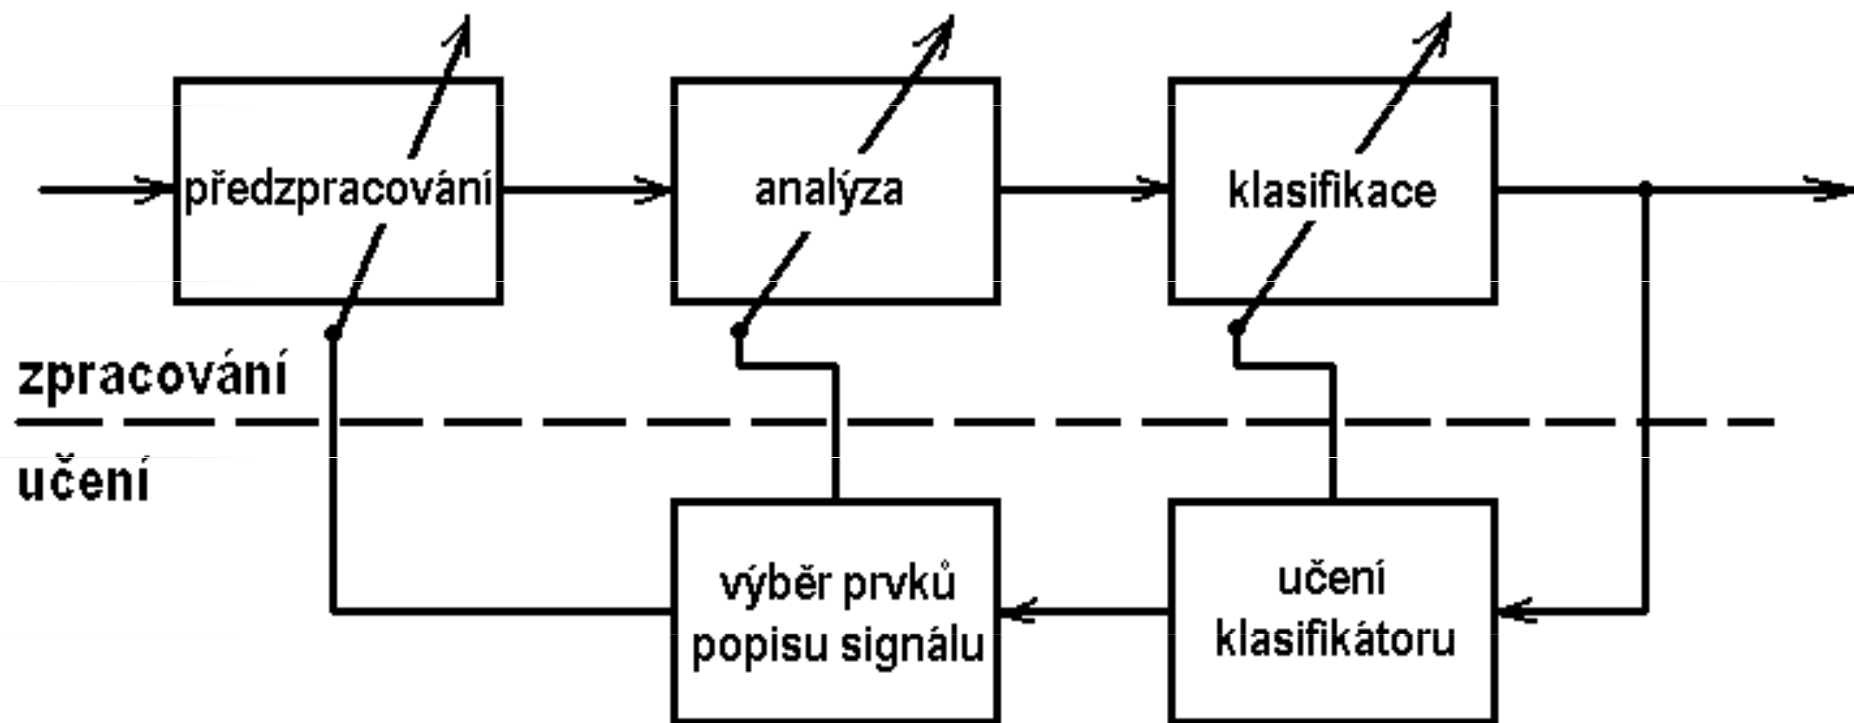 předzpracování
analýza
klasifikace
zpracování
učení
výběr prvků
popisu signálu
učení
klasifikátoru